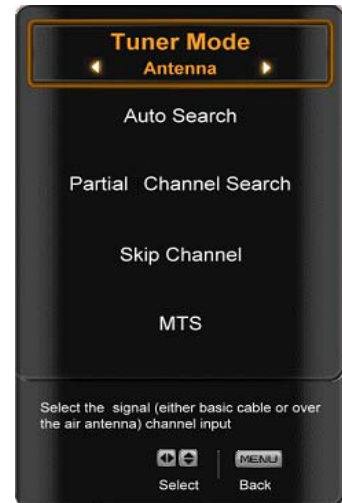 Tuner Mode
Antenna
Auto Search
Partial Channel Search
Skip Channel
MTS
Select the signal (either basic cable or over
the air antenna) channel input
MENU
Select Back